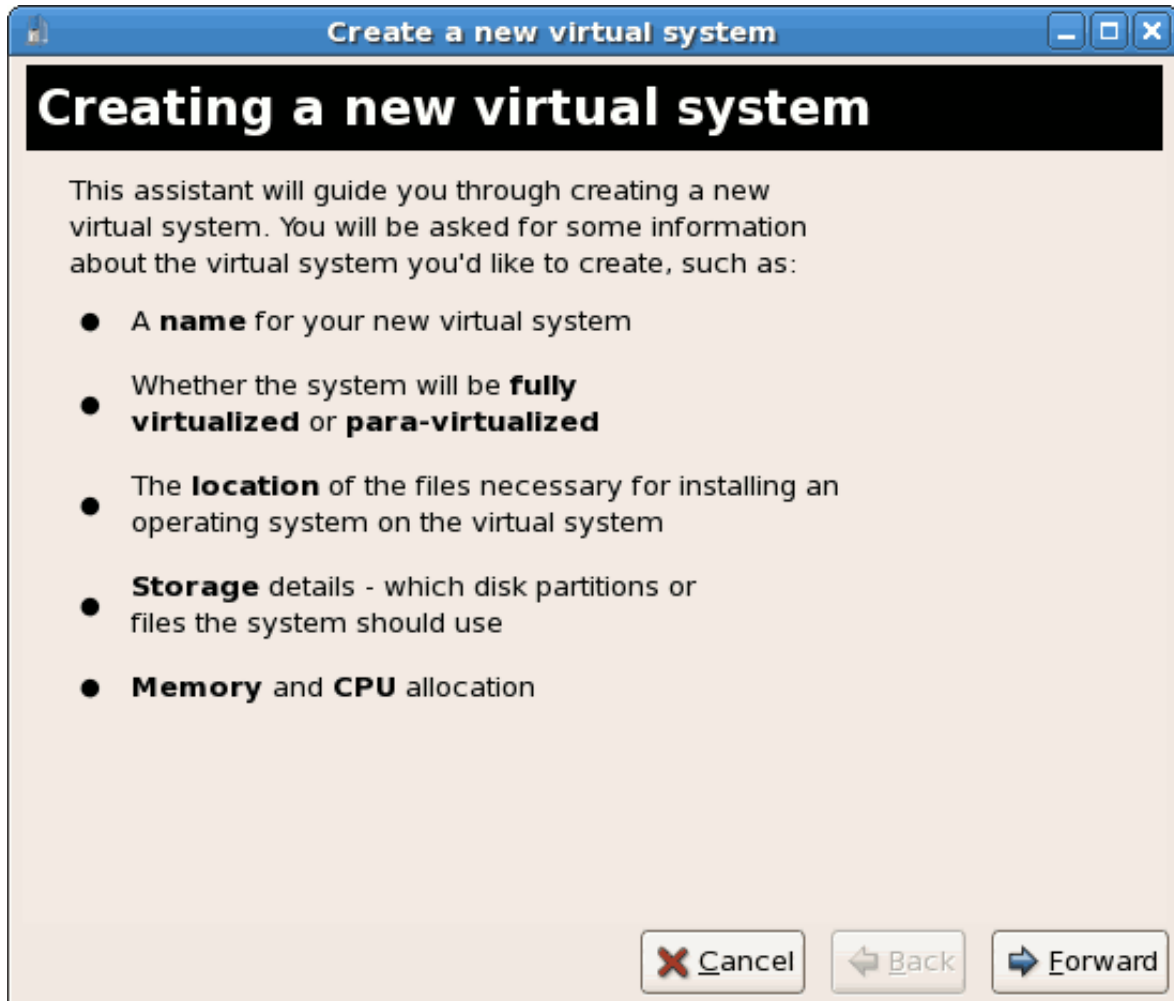 Create a new virtual system
Creating a new virtual system
This assistant will guide you through creating a new
virtual system. You will be asked for some information
about the virtual system you'd like to create, such as:
● A name for your new virtual system
● Whether the system will be fully
virtualized or para-virtualized
● The location of the files necessary for installing an
operating system on the virtual system
● Storage details - which disk partitions or
files the system should use
● Memory and CPU allocation
Cancel Back Forward